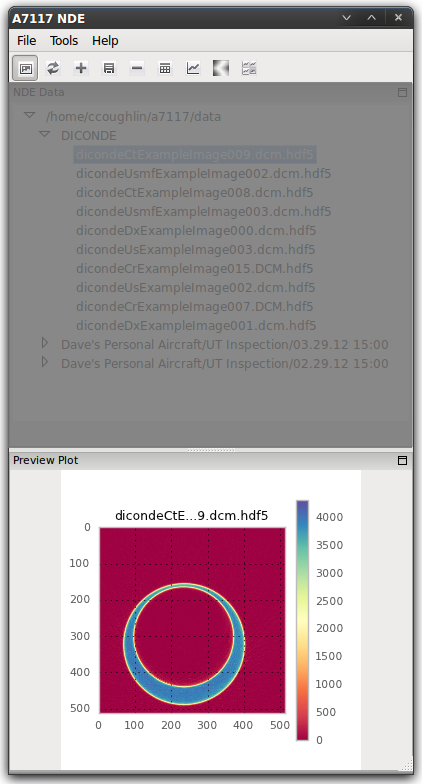 A7117 NDE
File Tools Help
NDE Data
/home/ccoughlin/a7117/data
DICONDE
dicondeCtExampleImage009.dcm.hdf5
dicondeUsmfExampleImage002.dcm.hdf5
dicondeCtExampleImage008.dcm.hdf5
dicondeUsmfExampleImage003.dcm.hdf5
dicondeDxExampleImage000.dcm.hdf5
dicondeUsExampleImage003.dcm.hdf5
dicondeCrExampleImage015.DCM.hdf5
dicondeUsExampleImage002.dcm.hdf5
dicondeCrExampleImage007.DCM.hdf5
dicondeDxExampleImage001.dcm.hdf5
Dave's Personal Aircraft/UT Inspection/03.29.12 15:00
Dave's Personal Aircraft/UT Inspection/02.29.12 15:00
Preview Plot
dicondeCtE...9.dcm.hdf5
0
100
200
300
400
500
0 100 200 300 400 500
4000
3500
3000
2500
2000
1500
1000
500
0